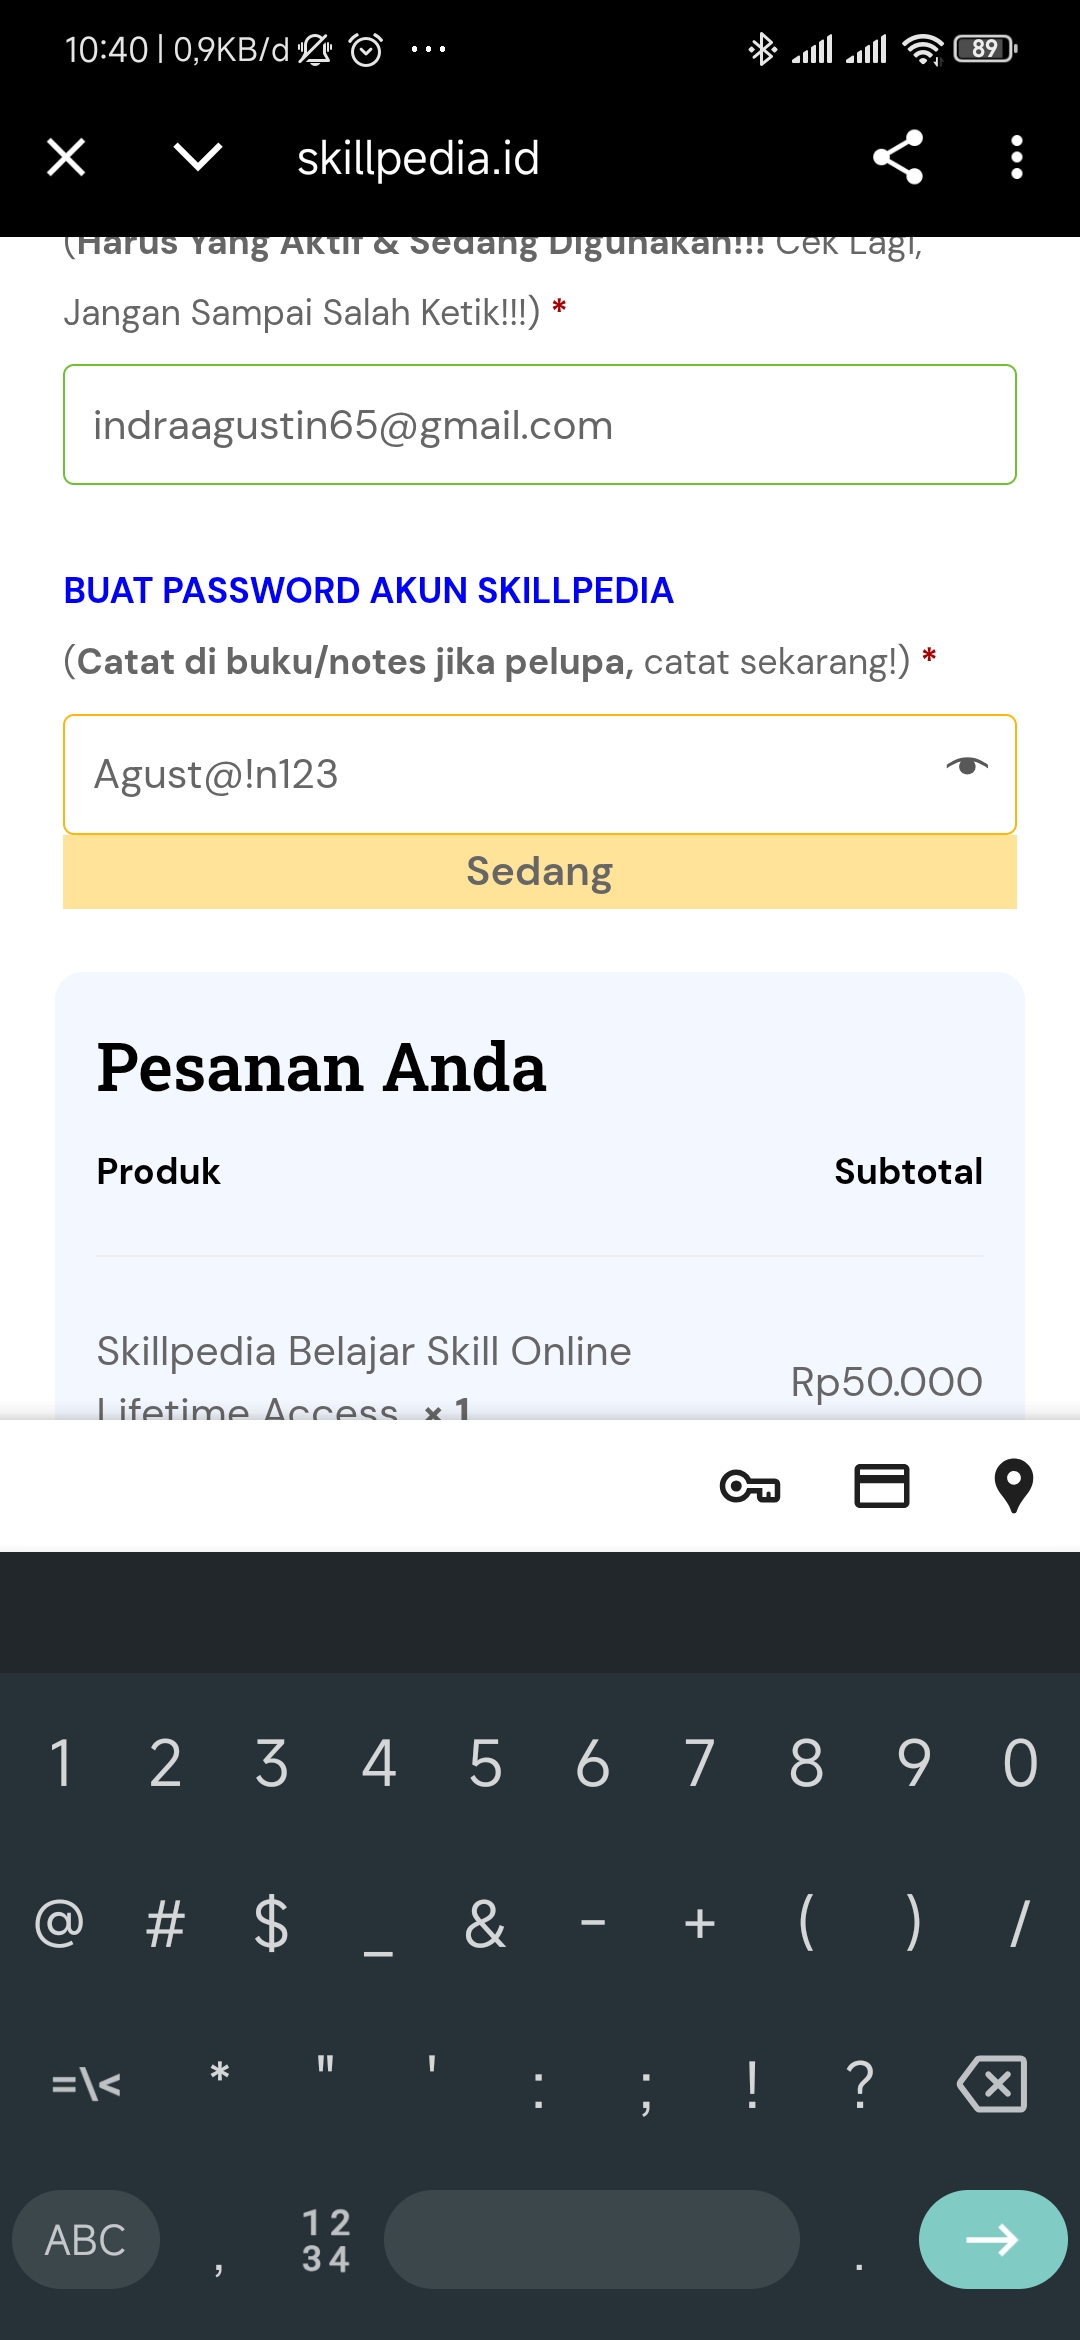 10:40 | 0,9KB/d ...
89
skillpedia.id
(Harus Yang Aktif & Sedang Digunakan!!! Cek Lagi,
Jangan Sampai Salah Ketik!!!) *
indraagustin65@gmail.com
BUAT PASSWORD AKUN SKILLPEDIA
(Catat di buku/notes jika pelupa, catat sekarang!) *
Agust@!n123
Sedang
Pesanan Anda
Produk Subtotal
Skillpedia Belajar Skill Online
Lifetime Access × 1
Rp50.000
1 2 3 4 5 6 7 8 9 0
@ # $ _ & - + ( ) /
=\< * " ' : ; ! ?
ABC , 12 34 .